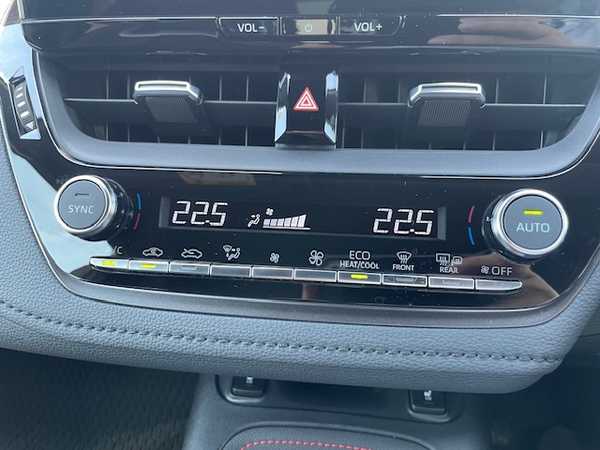 VOL- VOL+
SYNC 22.5 22.5 AUTO
ECO
HEAT/COOL FRONT REAR OFF